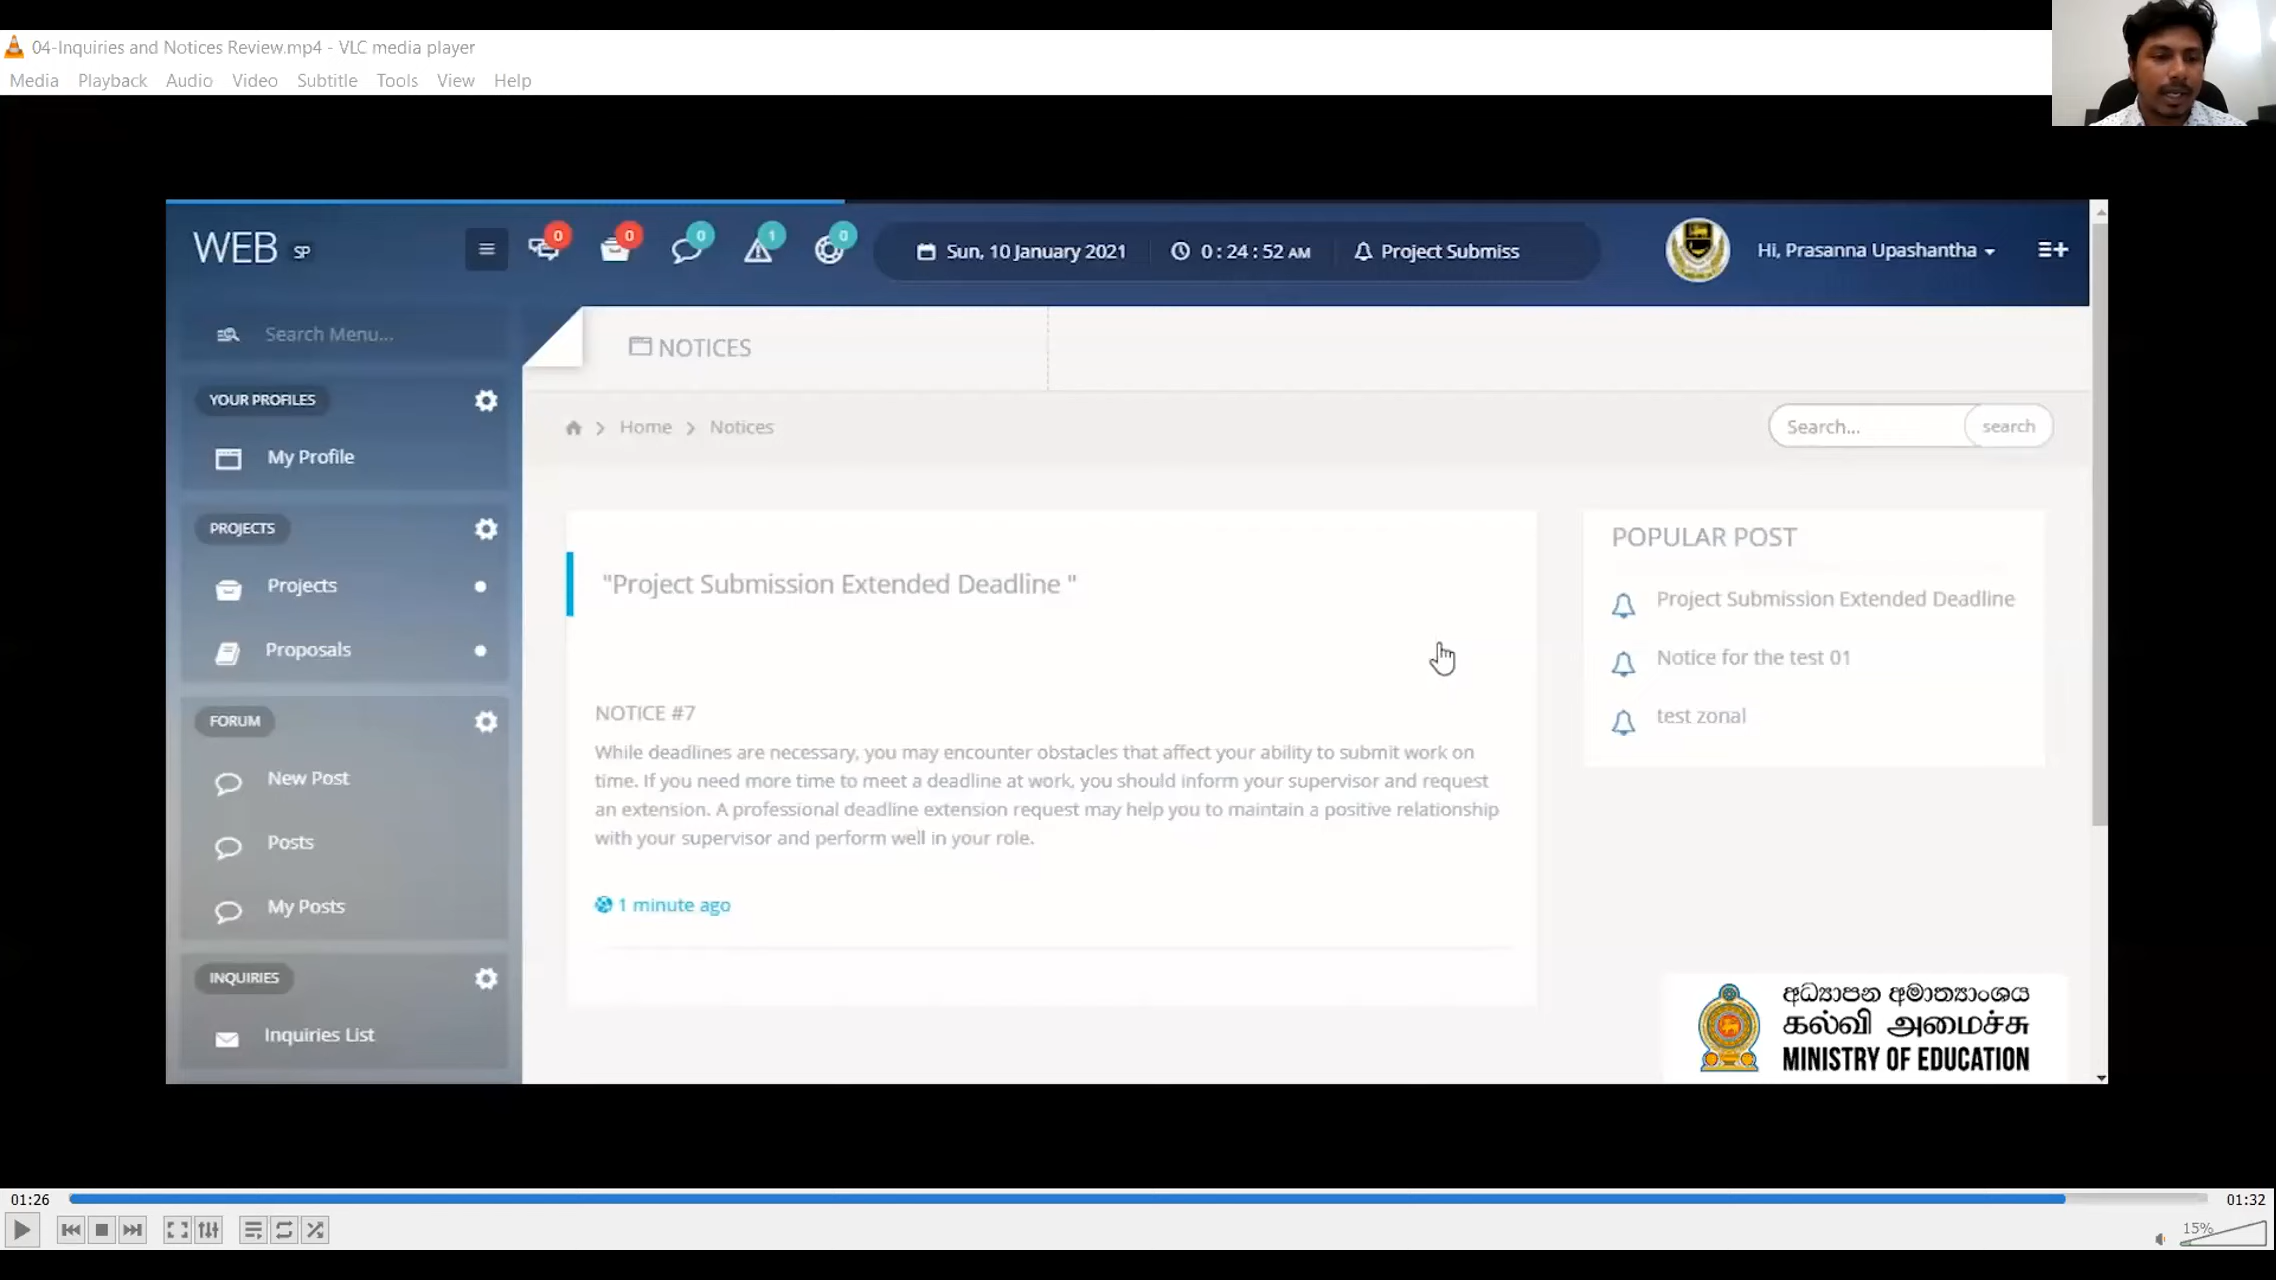 04-Inquiries and Notices Review.mp4 - VLC media player
Media Playback Audio Video Subtitle Tools View Help
WEB SP
0 0 0 1 0
Sun, 10 January 2021
0 : 24 : 52 AM
Project Submiss
Hi, Prasanna Upashantha
Search Menu...
YOUR PROFILES
My Profile
PROJECTS
Projects
Proposals
FORUM
New Post
Posts
My Posts
INQUIRIES
Inquiries List
NOTICES
Home
Notices
Search...
search
"Project Submission Extended Deadline "
NOTICE #7
While deadlines are necessary, you may encounter obstacles that affect your ability to submit work on
time. If you need more time to meet a deadline at work, you should inform your supervisor and request
an extension. A professional deadline extension request may help you to maintain a positive relationship
with your supervisor and perform well in your role.
1 minute ago
POPULAR POST
Project Submission Extended Deadline
Notice for the test 01
test zonal
අධ්‍යාපන අමාත්‍යාංශය
கல்வி அமைச்சு
MINISTRY OF EDUCATION
01:26
01:32
15%